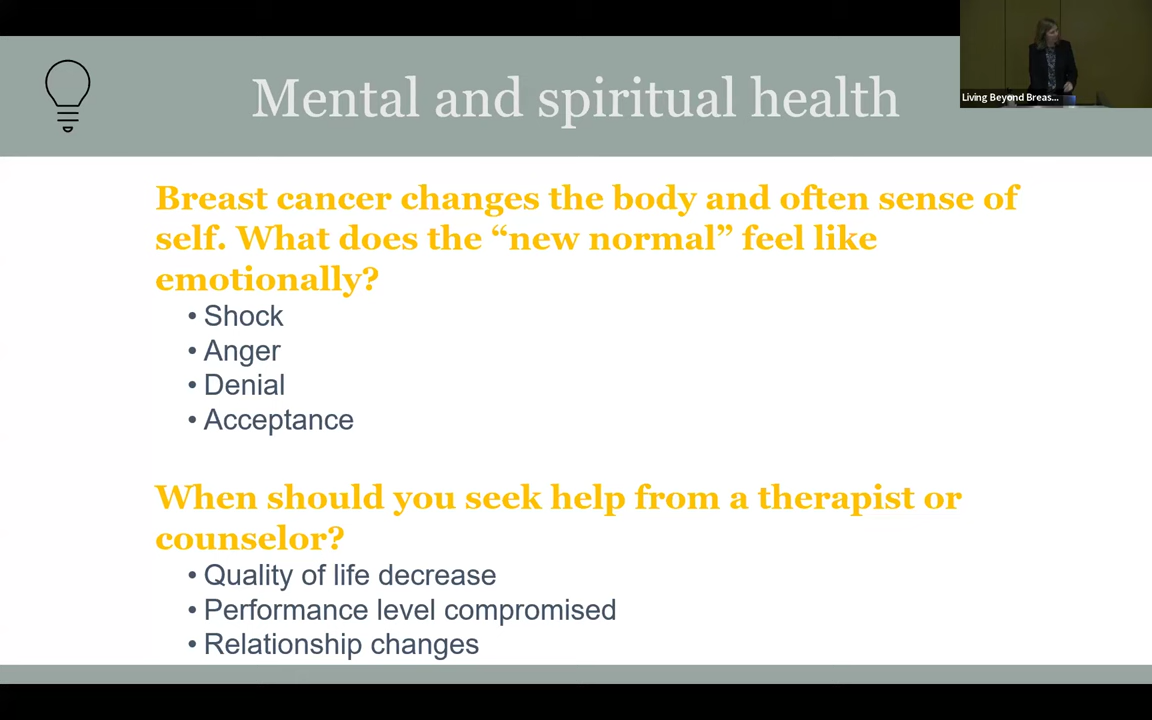 Mental and spiritual health
Living Beyond Breas...
Breast cancer changes the body and often sense of
self. What does the “new normal” feel like
emotionally?
• Shock
• Anger
• Denial
• Acceptance
When should you seek help from a therapist or
counselor?
• Quality of life decrease
• Performance level compromised
• Relationship changes